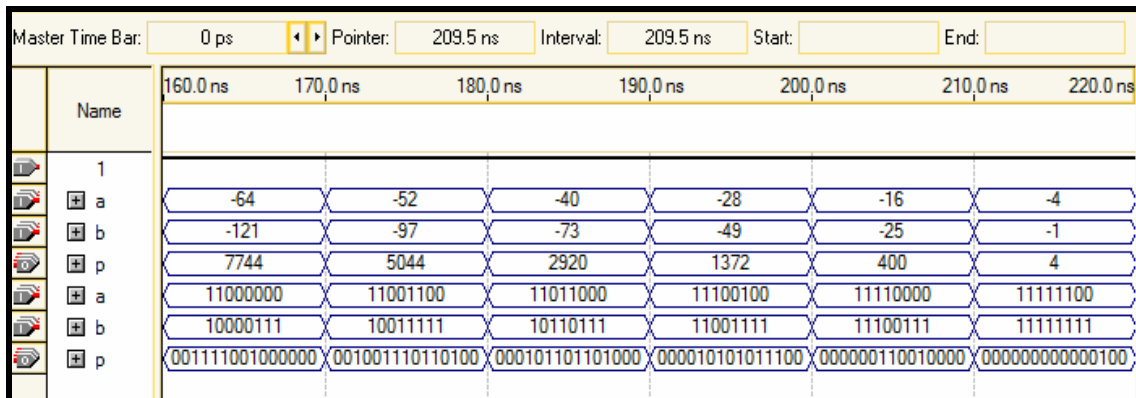 Master Time Bar: 0 ps Pointer: 209.5 ns Interval: 209.5 ns Start: End:
160.0 ns 170.0 ns 180.0 ns 190.0 ns 200.0 ns 210.0 ns 220.0 ns
Name
1
a -64 -52 -40 -28 -16 -4
b -121 -97 -73 -49 -25 -1
p 7744 5044 2920 1372 400 4
a 11000000 11001100 11011000 11100100 11110000 11111100
b 10000111 10011111 10110111 11001111 11100111 11111111
p 001111001000000 001001110110100 000101101101000 000010101011100 000000110010000 000000000000100